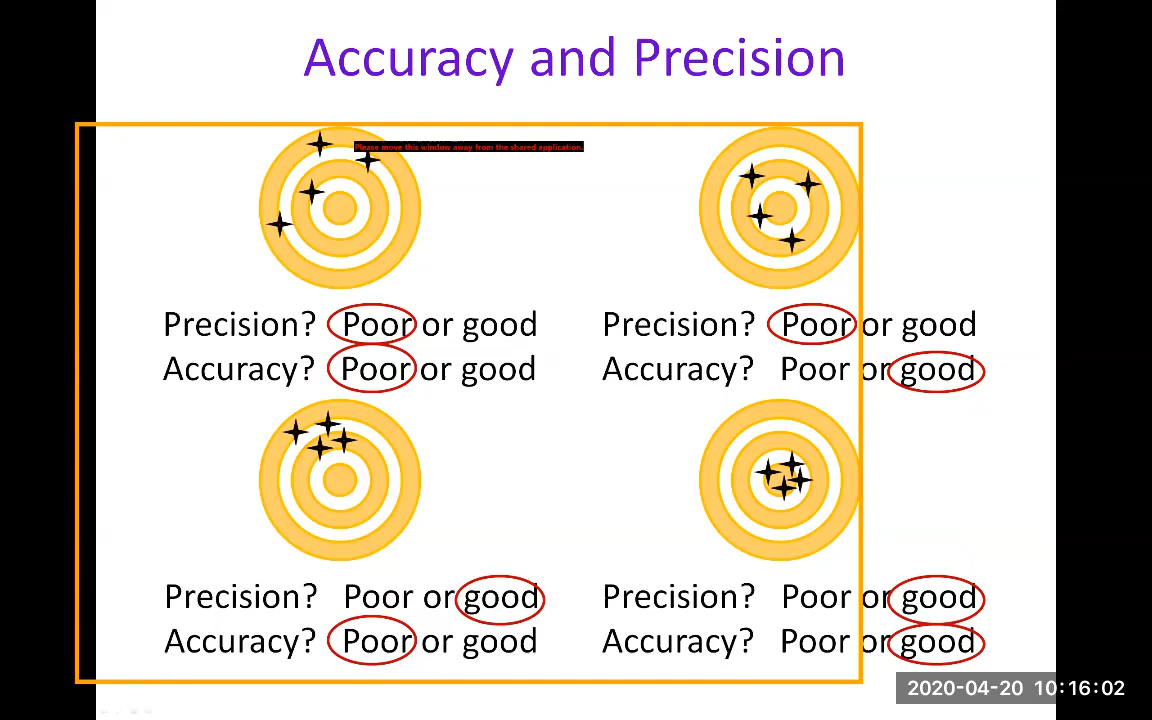 Accuracy and Precision
Please move this window away from the shared application.
Precision? Poor or good
Accuracy? Poor or good
Precision? Poor or good
Accuracy? Poor or good
Precision? Poor or good
Accuracy? Poor or good
Precision? Poor or good
Accuracy? Poor or good
2020-04-20 10:16:02